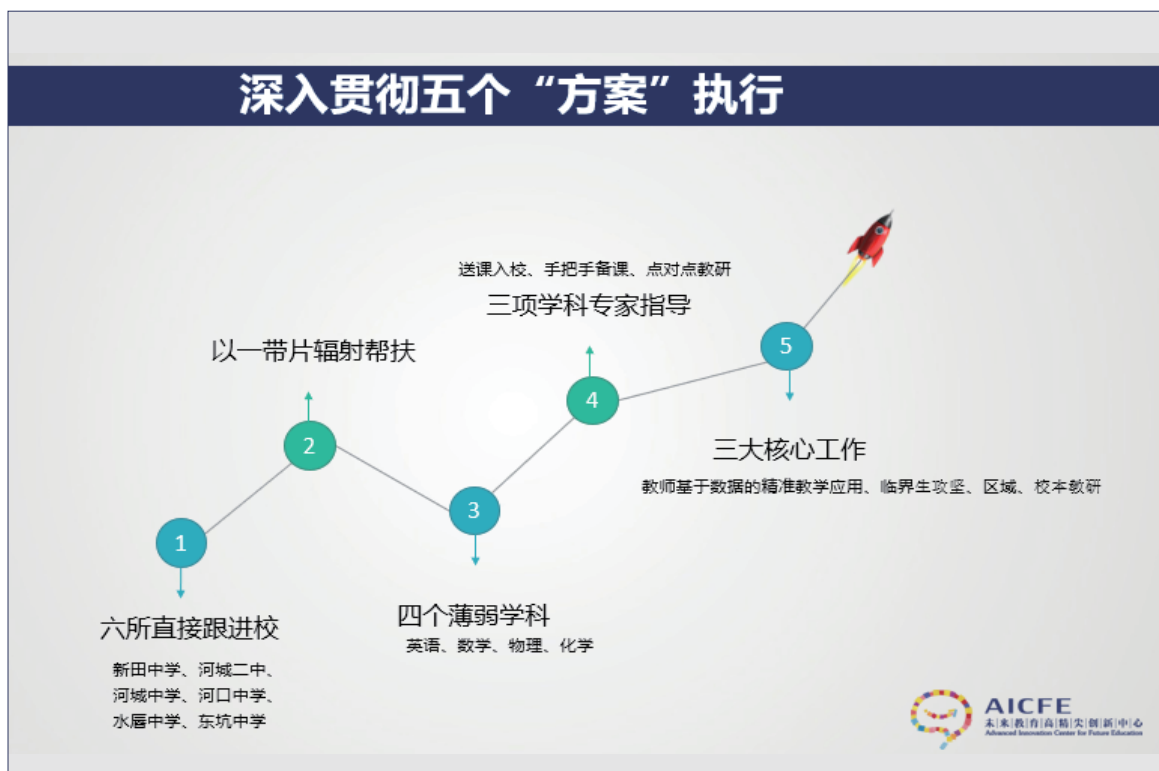 深入贯彻五个“方案”执行
1
六所直接跟进校
新田中学、河城二中、
河城中学、河口中学、
水唇中学、东坑中学
以一带片辐射帮扶
2
3
四个薄弱学科
英语、数学、物理、化学
送课入校、手把手备课、点对点教研
三项学科专家指导
4
5
三大核心工作
教师基于数据的精准教学应用、临界生攻坚、区域、校本教研
AICFE
未|来|教|育|高|精|尖|创|新|中|心
Advanced Innovation Center for Future Education